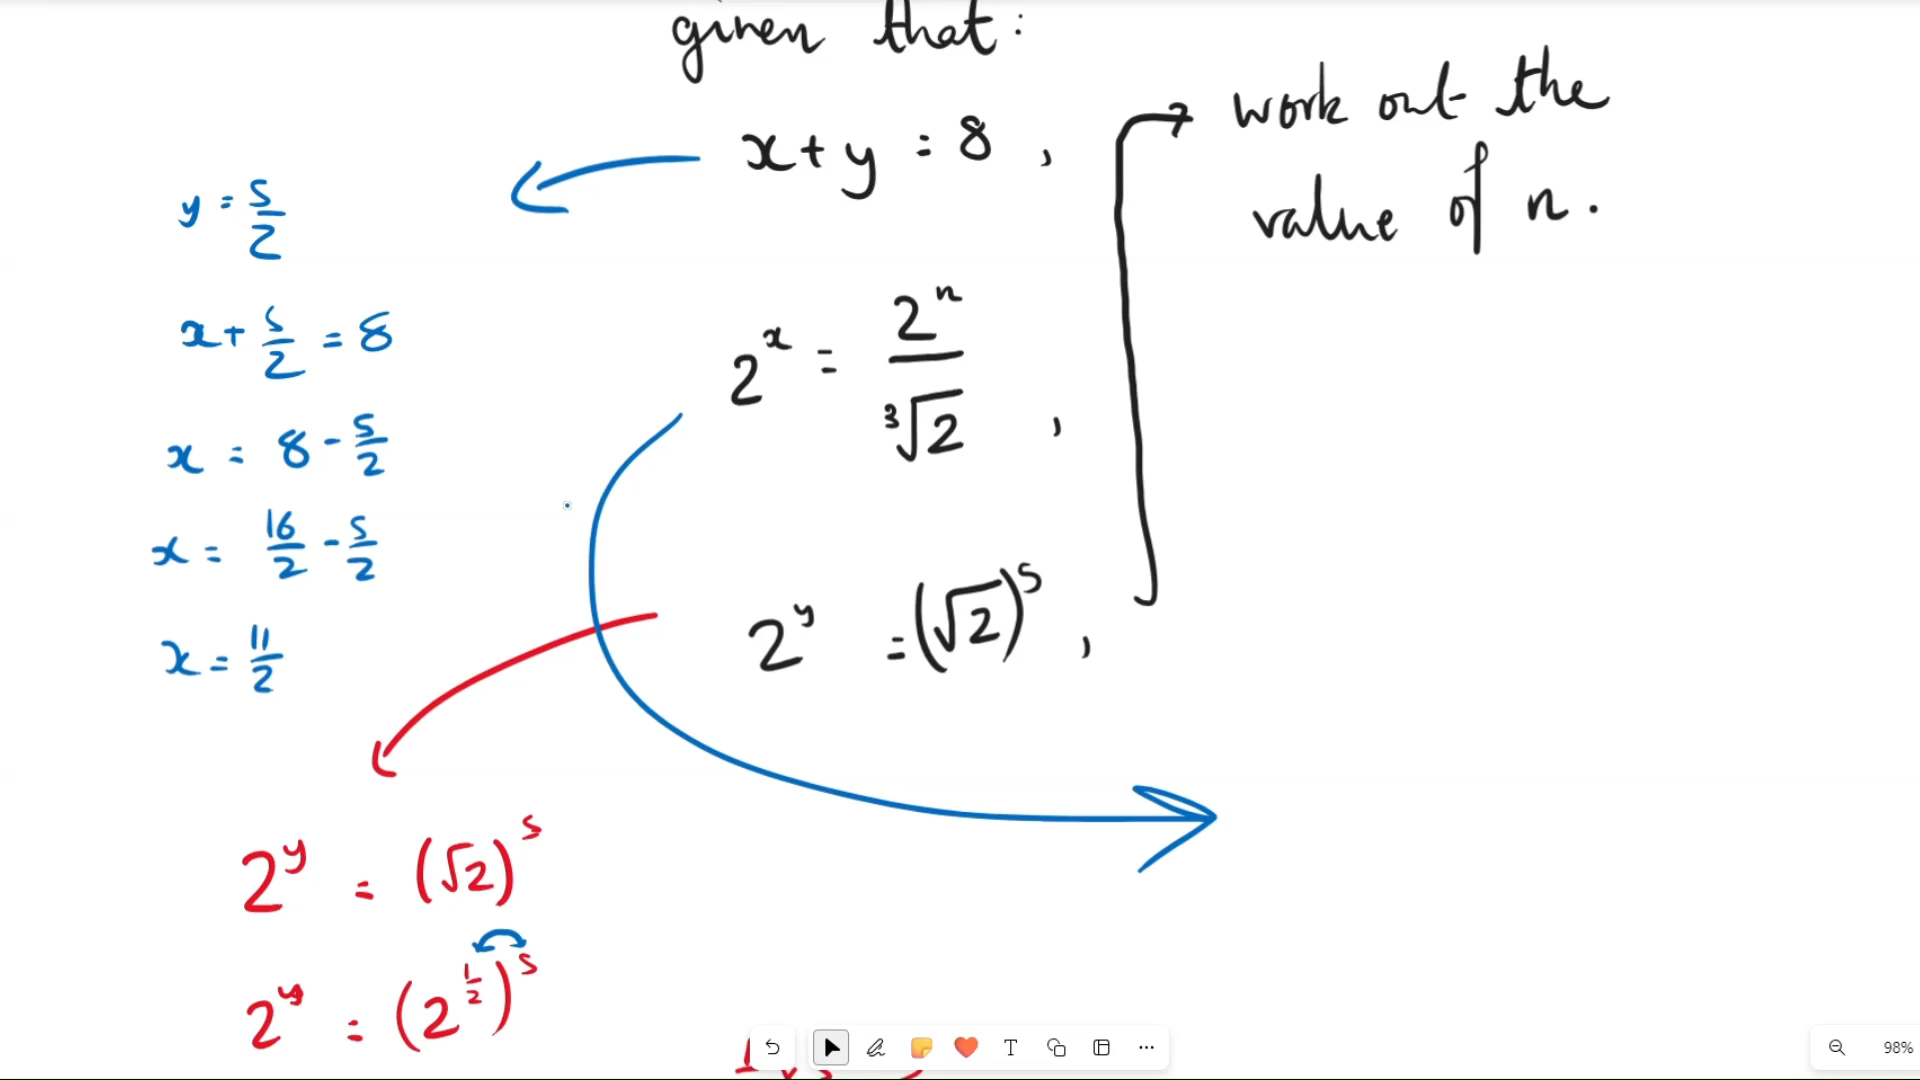 given that:
x + y = 8 ,
work out the
value of n.
2^x = 2^n / ∛2 ,
2^y = (√2)^5 ,
y = 5/2
x + 5/2 = 8
x = 8 - 5/2
x = 16/2 - 5/2
x = 11/2
2^y = (√2)^5
2^y = (2^(1/2))^5
98%